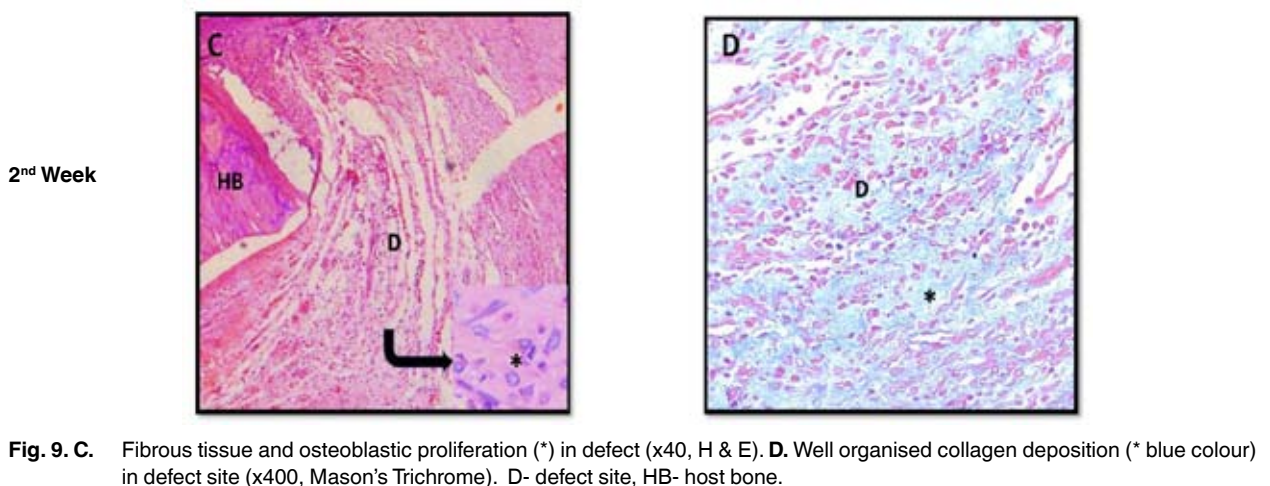 C
D
HB
D
*
D
*
2nd Week
Fig. 9. C. Fibrous tissue and osteoblastic proliferation (*) in defect (x40, H & E). D. Well organised collagen deposition (* blue colour)
in defect site (x400, Mason's Trichrome). D- defect site, HB- host bone.